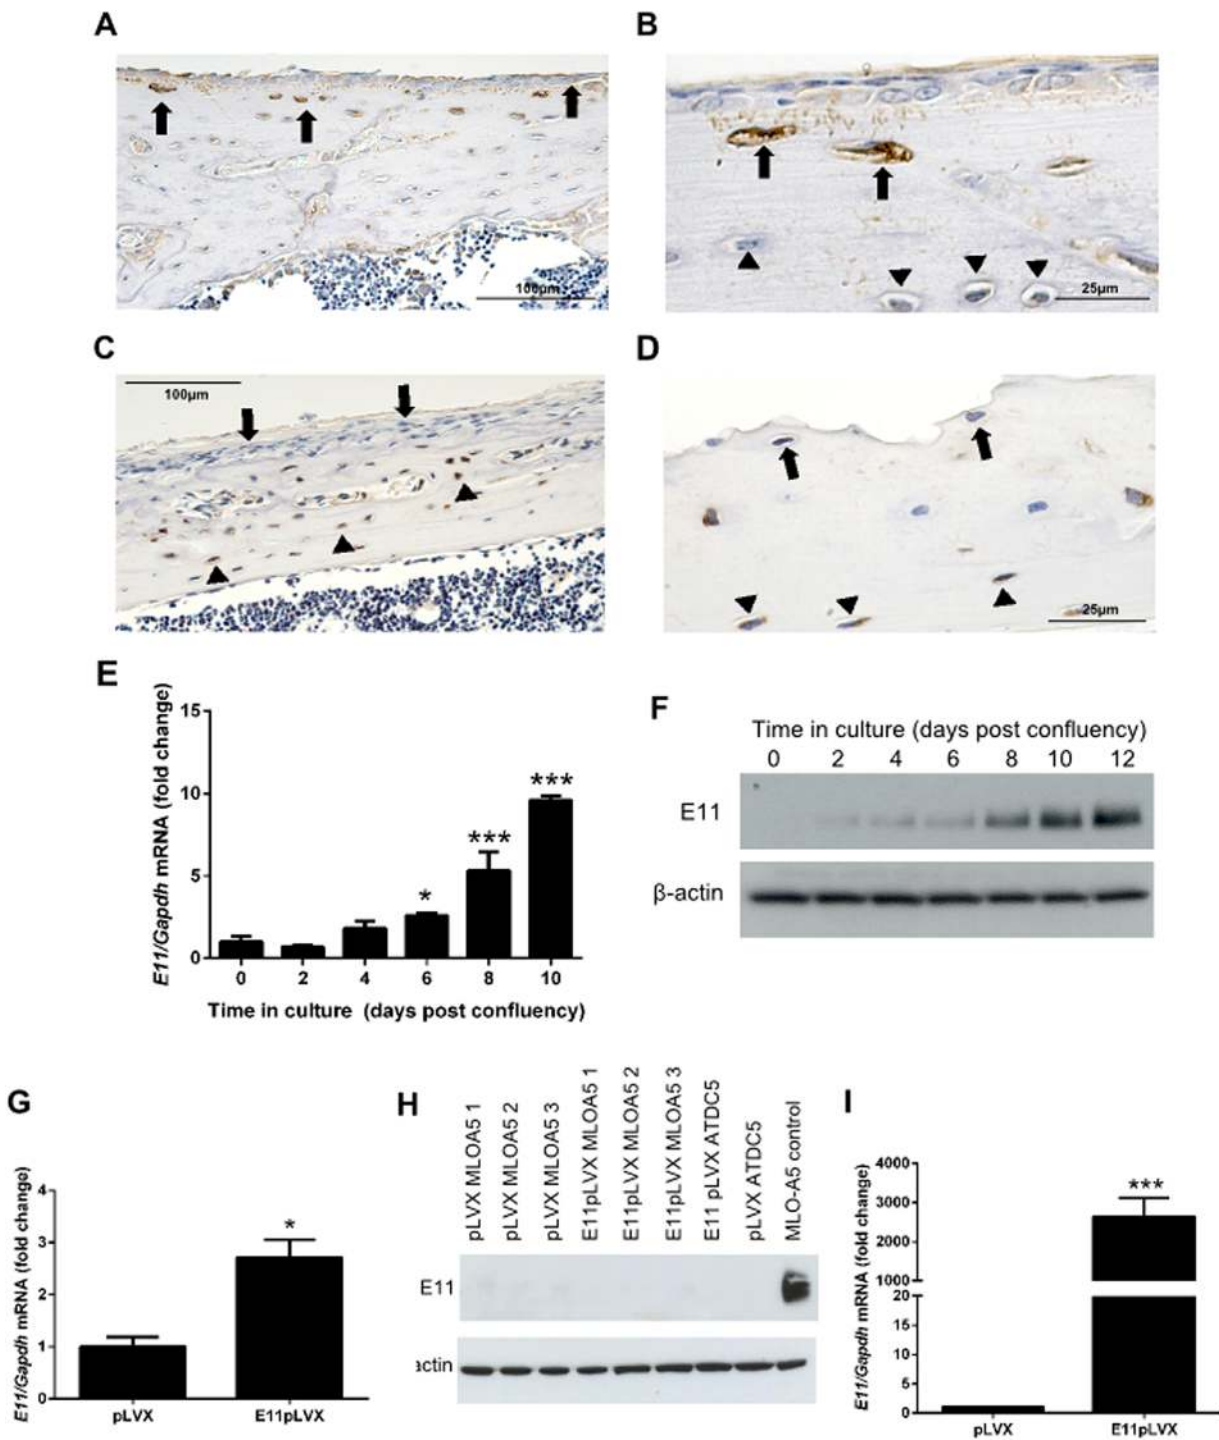 A
B
100µm
25µm
C
D
100µm
25µm
E
E11/Gapdh mRNA (fold change)
15
10
5
0
***
***
*
0 2 4 6 8 10
Time in culture (days post confluency)
F
Time in culture (days post confluency)
0 2 4 6 8 10 12
E11
β-actin
G
E11/Gapdh mRNA (fold change)
4
3
2
1
0
*
pLVX E11pLVX
H
pLVX MLOA5 1
pLVX MLOA5 2
pLVX MLOA5 3
E11pLVX MLOA5 1
E11pLVX MLOA5 2
E11pLVX MLOA5 3
E11 pLVX ATDC5
pLVX ATDC5
MLO-A5 control
E11
actin
I
E11/Gapdh mRNA (fold change)
4000
3000
2000
1000
20
15
10
5
0
***
pLVX E11pLVX